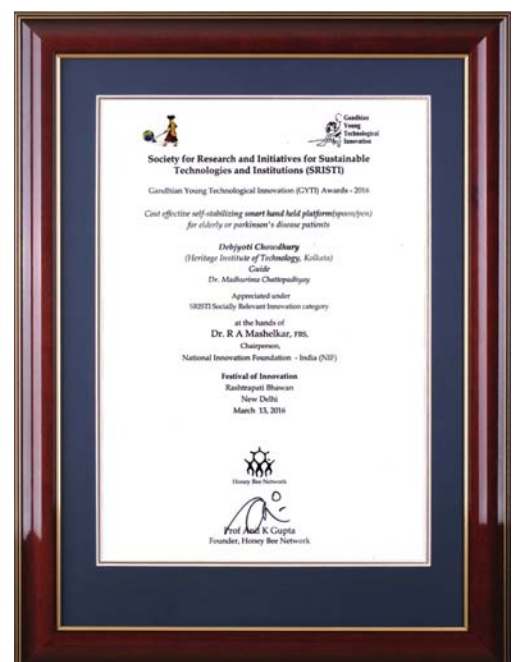 Gandhian
Young
Technological
Innovation
Society for Research and Initiatives for Sustainable
Technologies and Institutions (SRISTI)
Gandhian Young Technological Innovation (GYTI) Awards - 2016
Cost effective self-stabilizing smart hand held platform(spoon/pen)
for elderly or parkinson's disease patients
Debjyoti Chowdhury
(Heritage Institute of Technology, Kolkata)
Guide
Dr. Madhurima Chattopadhyay
Appreciated under
SRISTI Socially Relevant Innovation category
at the hands of
Dr. R A Mashelkar, FRS,
Chairperson,
National Innovation Foundation - India (NIF)
Festival of Innovation
Rashtrapati Bhawan
New Delhi
March 13, 2016
Honey Bee Network
Prof Anil K Gupta
Founder, Honey Bee Network